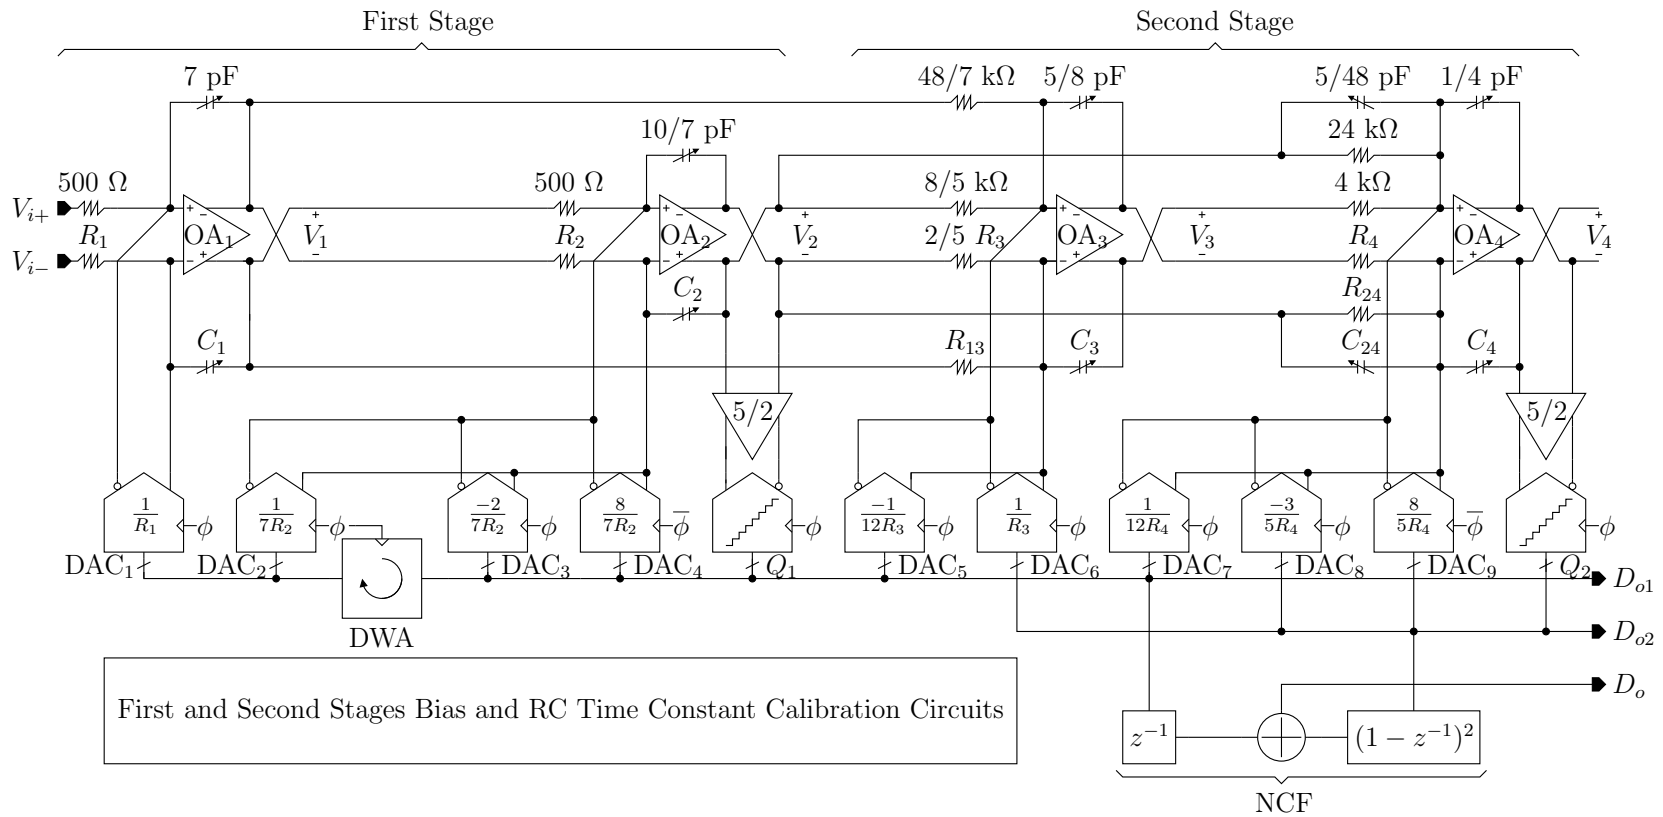 First Stage Second Stage
7 pF 48/7 kΩ 5/8 pF 5/48 pF 1/4 pF
10/7 pF 24 kΩ
500 Ω 500 Ω 8/5 kΩ 4 kΩ
V_{i+} + − + − + + − + + − +
R_1 OA_1 V_1 R_2 OA_2 V_2 2/5 R_3 OA_3 V_3 R_4 OA_4 V_4
V_{i−} − + − − + − − + − − + −
C_2 R_{24}
C_1 R_{13} C_3 C_{24} C_4
5/2 5/2
1/R_1 ϕ 1/7R_2 ϕ −2/7R_2 8/7R_2 ϕ̅ ϕ −1/12R_3 ϕ 1/R_3 ϕ 1/12R_4 ϕ −3/5R_4 ϕ 8/5R_4 ϕ̅ ϕ
DAC_1 DAC_2 DAC_3 DAC_4 Q_1 DAC_5 DAC_6 DAC_7 DAC_8 DAC_9 Q_2 D_{o1}
DWA D_{o2}
D_o
First and Second Stages Bias and RC Time Constant Calibration Circuits
z^{−1} (1 − z^{−1})^2
NCF